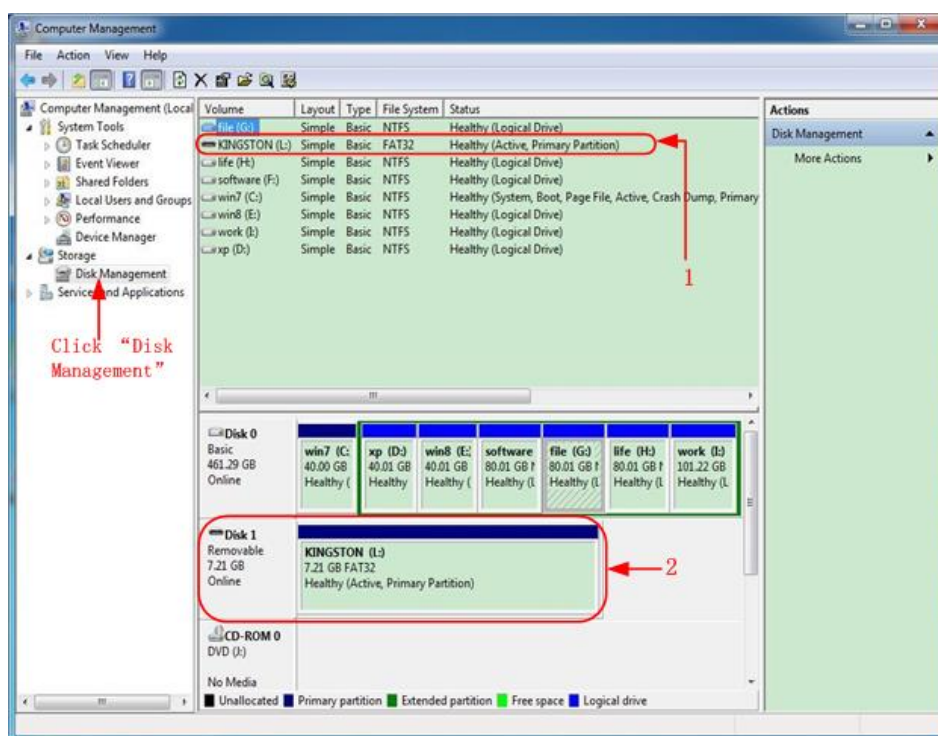 Computer Management
File Action View Help
Computer Management (Local
System Tools
Task Scheduler
Event Viewer
Shared Folders
Local Users and Groups
Performance
Device Manager
Storage
Disk Management
Services and Applications
Click “Disk
Management”
Volume Layout Type File System Status
file (G:) Simple Basic NTFS Healthy (Logical Drive)
KINGSTON (L:) Simple Basic FAT32 Healthy (Active, Primary Partition)
life (H:) Simple Basic NTFS Healthy (Logical Drive)
software (F:) Simple Basic NTFS Healthy (Logical Drive)
win7 (C:) Simple Basic NTFS Healthy (System, Boot, Page File, Active, Crash Dump, Primary
win8 (E:) Simple Basic NTFS Healthy (Logical Drive)
work (I:) Simple Basic NTFS Healthy (Logical Drive)
xp (D:) Simple Basic NTFS Healthy (Logical Drive)
1
Disk 0
Basic
461.29 GB
Online
win7 (C:
40.00 GB
Healthy (
xp (D:)
40.01 GB
Healthy
win8 (E:
40.01 GB
Healthy (
software
80.01 GB N
Healthy (L
file (G:)
80.01 GB N
Healthy (L
life (H:)
80.01 GB N
Healthy (L
work (I:)
101.22 GB
Healthy (L
Disk 1
Removable
7.21 GB
Online
KINGSTON (L:)
7.21 GB FAT32
Healthy (Active, Primary Partition)
2
CD-ROM 0
DVD (J:)
No Media
Unallocated Primary partition Extended partition Free space Logical drive
Actions
Disk Management
More Actions